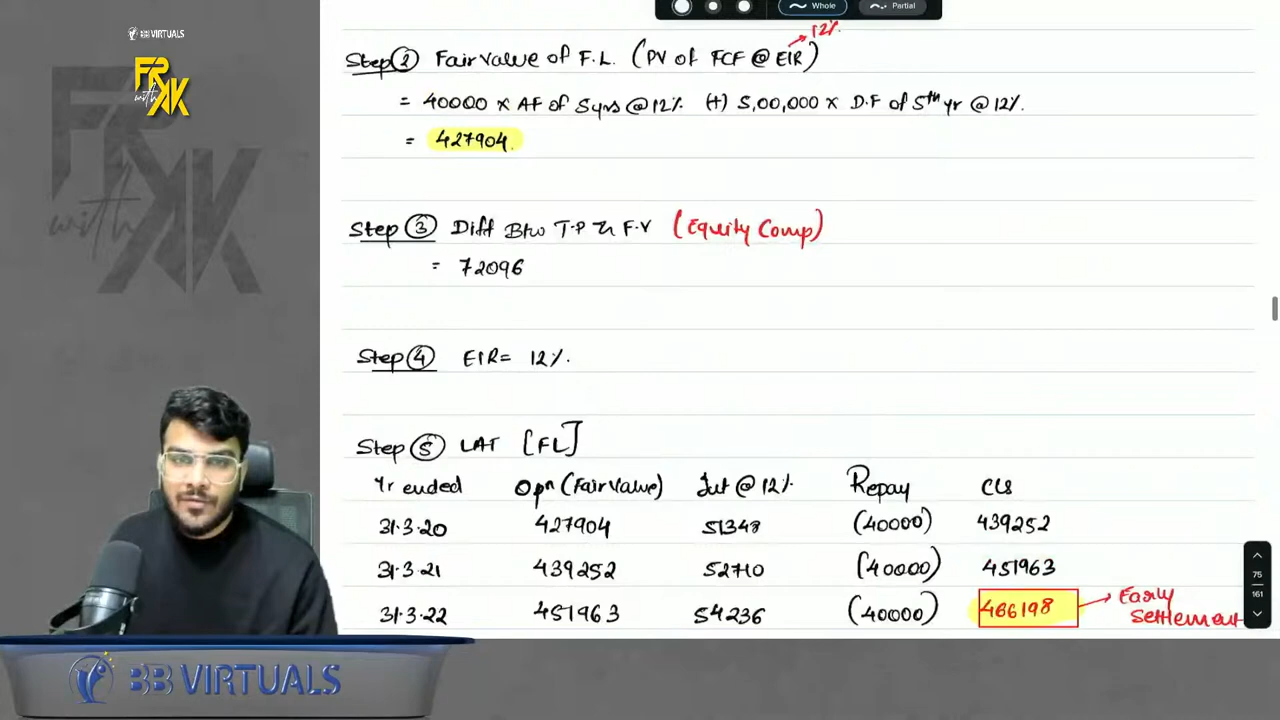 BB VIRTUALS
FR
with
KK
Whole
Partial
12%
Step ② Fair value of F.L. (PV of FCF @ EIR)
= 40000 x AF of 5yrs @ 12% (+) 5,00,000 x D.F of 5th yr @ 12%.
= 427904.
Step ③ Diff Btw T.P & F.V (Equity Comp)
= 72096
Step ④ EIR = 12%.
Step ⑤ LAT [FL]
Yr ended Opn (Fair Value) Int @ 12% Repay Cls
31.3.20 427904 51348 (40000) 439252
31.3.21 439252 52710 (40000) 451963
31.3.22 451963 54236 (40000) 466198 Early Settlement
75
161
BB VIRTUALS